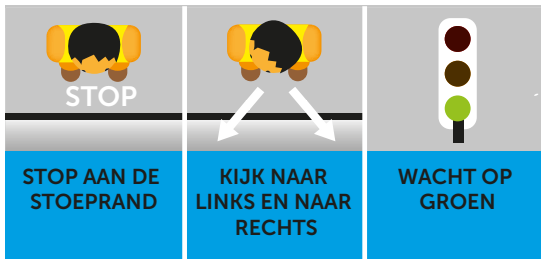 STOP
STOP AAN DE
STOEPRAND
KIJK NAAR
LINKS EN NAAR
RECHTS
WACHT OP
GROEN